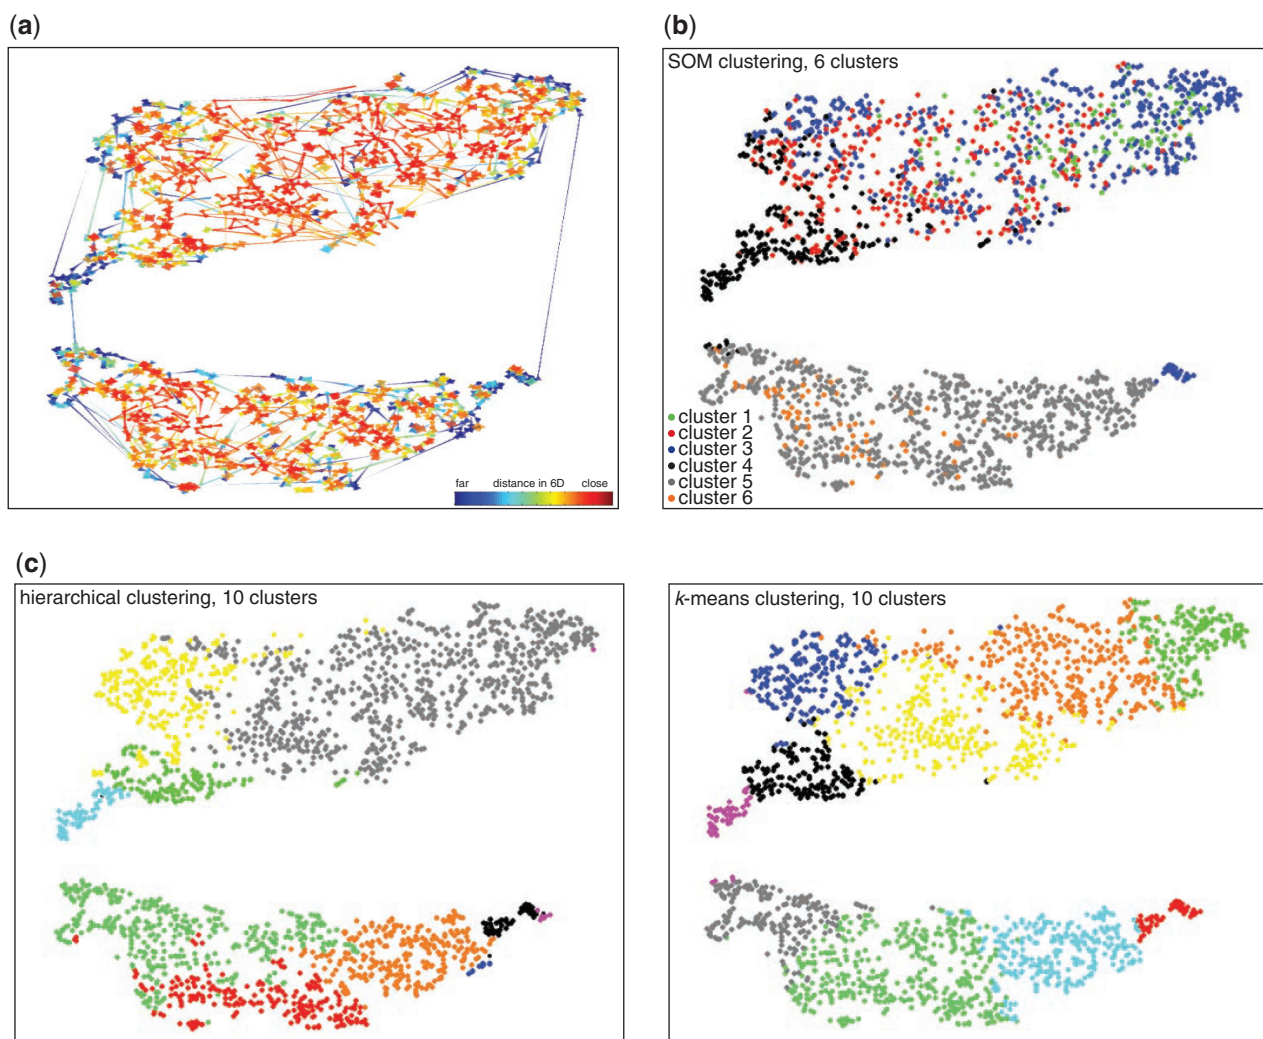 (a)
far distance in 6D close
(b)
SOM clustering, 6 clusters
cluster 1
cluster 2
cluster 3
cluster 4
cluster 5
cluster 6
(c)
hierarchical clustering, 10 clusters
k-means clustering, 10 clusters